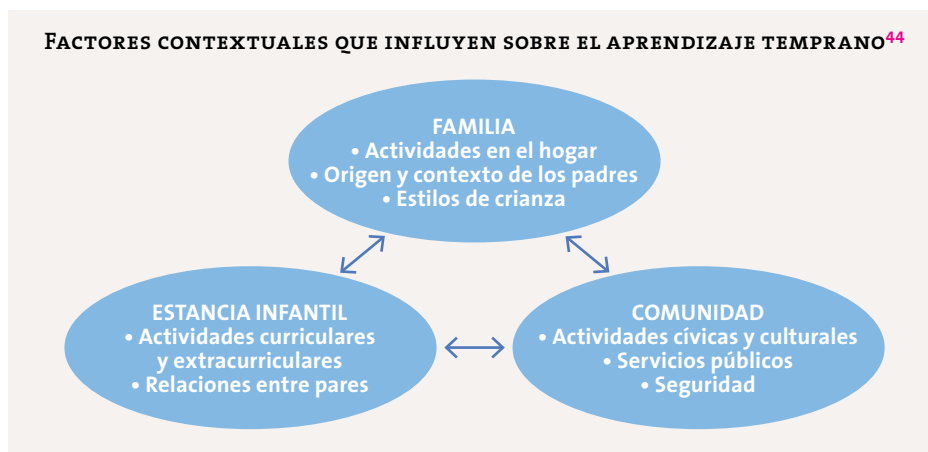 Factores contextuales que influyen sobre el aprendizaje temprano44
FAMILIA
• Actividades en el hogar
• Origen y contexto de los padres
• Estilos de crianza
ESTANCIA INFANTIL
• Actividades curriculares
y extracurriculares
• Relaciones entre pares
COMUNIDAD
• Actividades cívicas y culturales
• Servicios públicos
• Seguridad